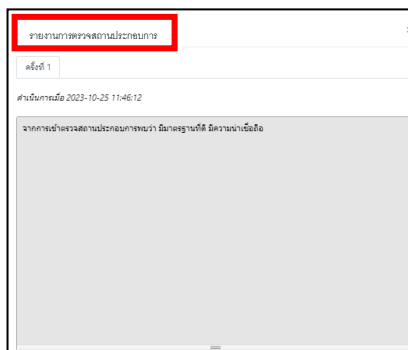 รายงานการตรวจสถานประกอบการ
ครั้งที่ 1
ดำเนินการเมื่อ 2023-10-25 11:46:12
จากการเข้าตรวจสถานประกอบการพบว่า มีมาตรฐานที่ดี มีความน่าเชื่อถือ